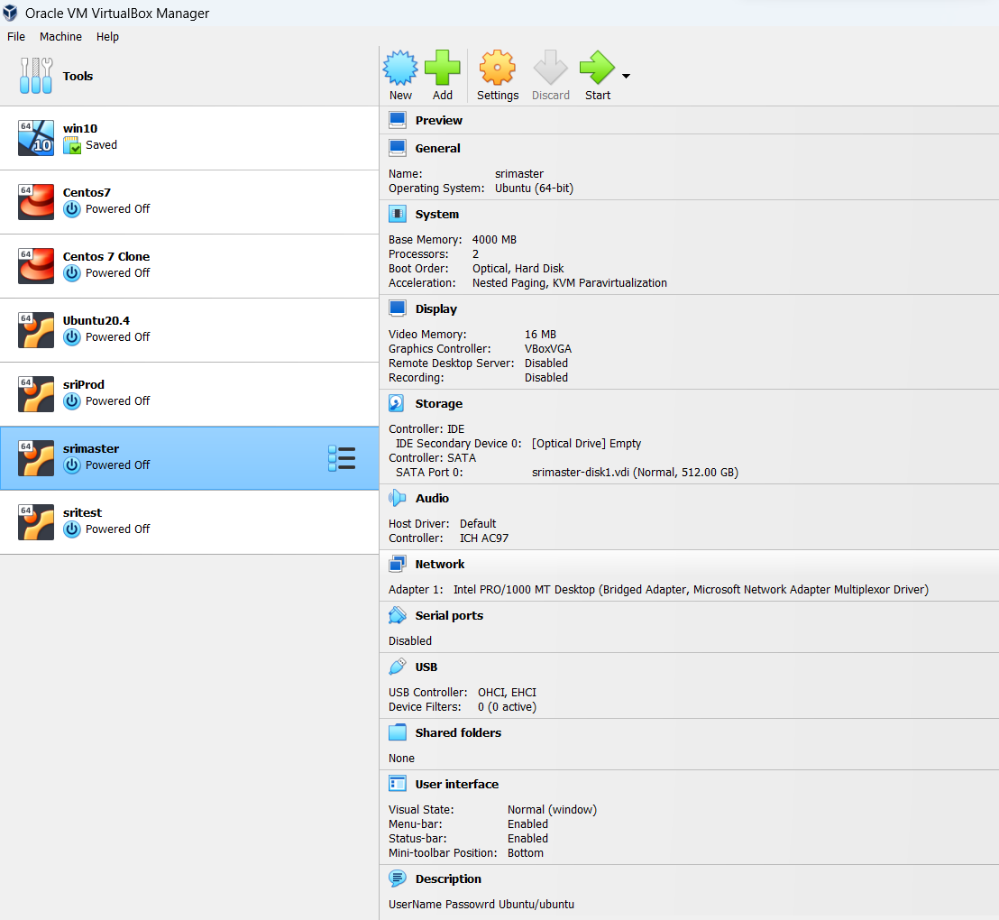 Oracle VM VirtualBox Manager
File Machine Help
Tools
New Add Settings Discard Start
64 10 win10
Saved
64 Centos7
Powered Off
64 Centos 7 Clone
Powered Off
64 Ubuntu20.4
Powered Off
64 sriProd
Powered Off
64 srimaster
Powered Off
64 sritest
Powered Off
Preview
General
Name: srimaster
Operating System: Ubuntu (64-bit)
System
Base Memory: 4000 MB
Processors: 2
Boot Order: Optical, Hard Disk
Acceleration: Nested Paging, KVM Paravirtualization
Display
Video Memory: 16 MB
Graphics Controller: VBoxVGA
Remote Desktop Server: Disabled
Recording: Disabled
Storage
Controller: IDE
IDE Secondary Device 0: [Optical Drive] Empty
Controller: SATA
SATA Port 0: srimaster-disk1.vdi (Normal, 512.00 GB)
Audio
Host Driver: Default
Controller: ICH AC97
Network
Adapter 1: Intel PRO/1000 MT Desktop (Bridged Adapter, Microsoft Network Adapter Multiplexor Driver)
Serial ports
Disabled
USB
USB Controller: OHCI, EHCI
Device Filters: 0 (0 active)
Shared folders
None
User interface
Visual State: Normal (window)
Menu-bar: Enabled
Status-bar: Enabled
Mini-toolbar Position: Bottom
Description
UserName Passowrd Ubuntu/ubuntu